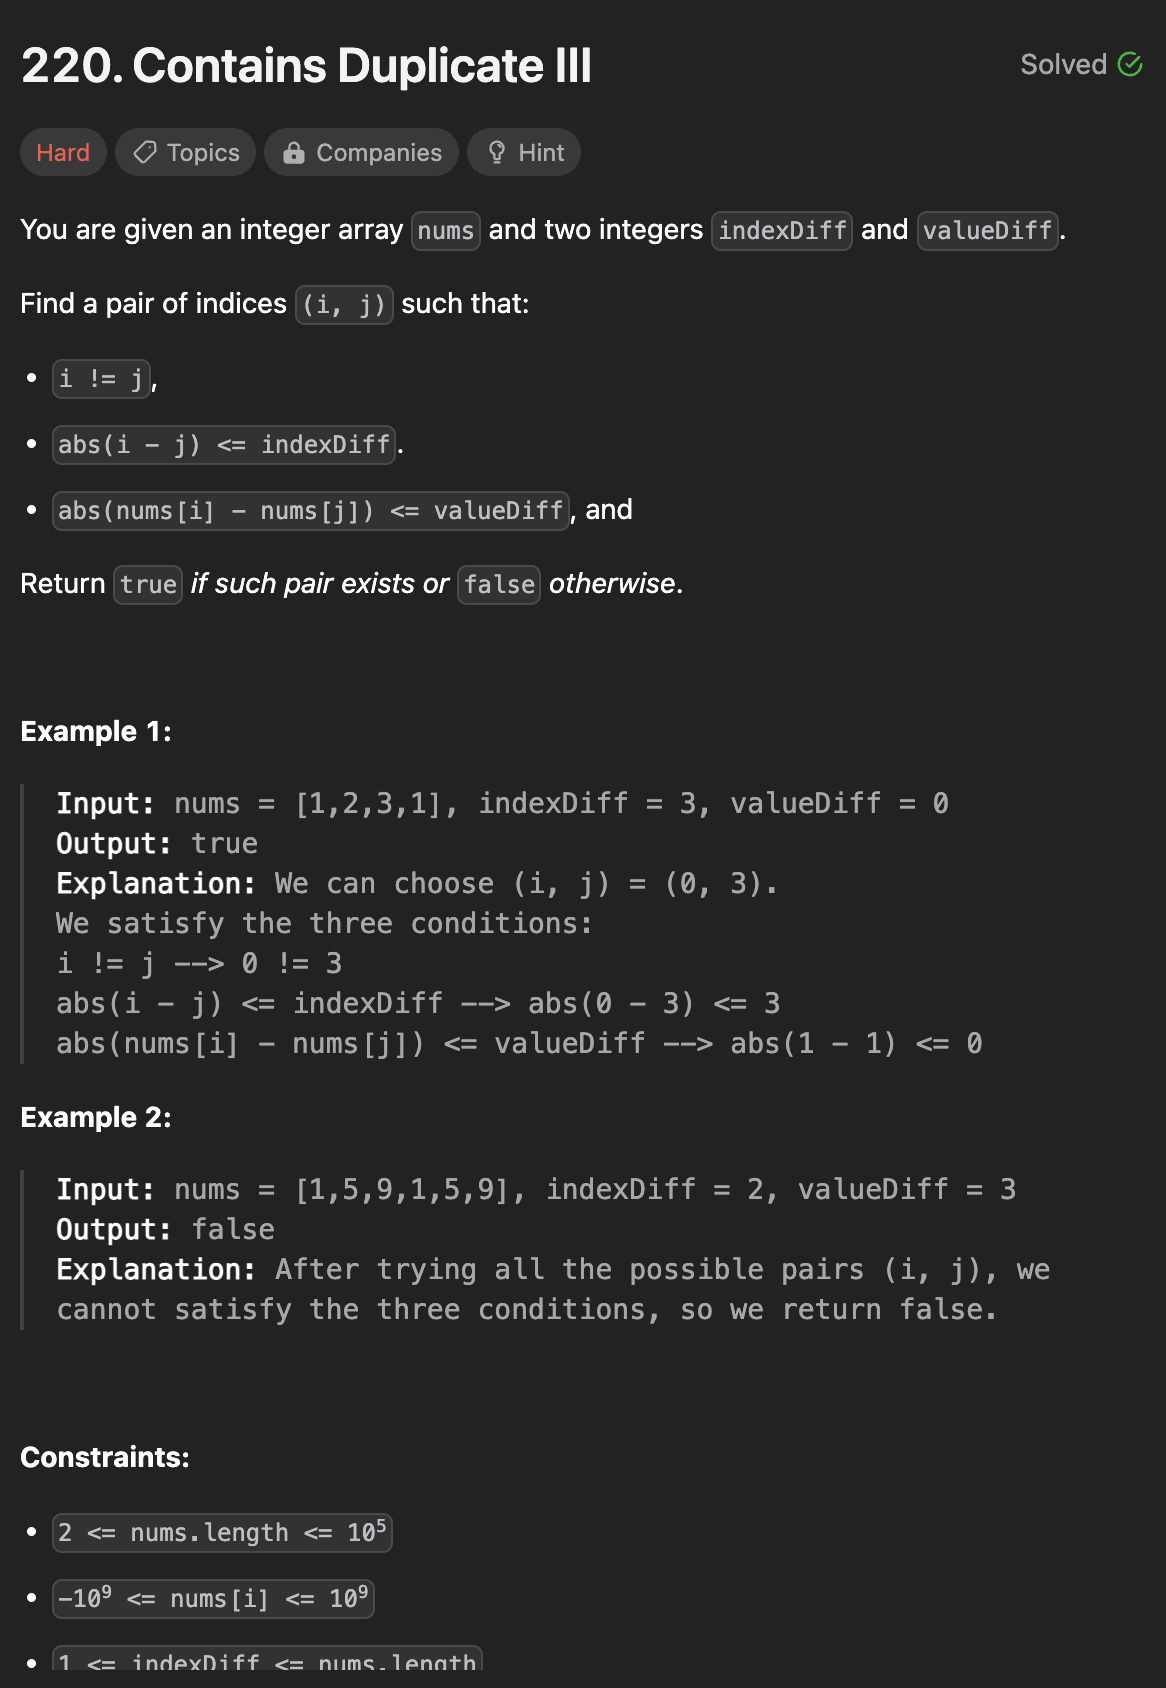 220. Contains Duplicate III
Solved
Hard
Topics
Companies
Hint
You are given an integer array nums and two integers indexDiff and valueDiff.
Find a pair of indices (i, j) such that:
• i != j,
• abs(i - j) <= indexDiff.
• abs(nums[i] - nums[j]) <= valueDiff, and
Return true if such pair exists or false otherwise.
Example 1:
Input: nums = [1,2,3,1], indexDiff = 3, valueDiff = 0
Output: true
Explanation: We can choose (i, j) = (0, 3).
We satisfy the three conditions:
i != j --> 0 != 3
abs(i - j) <= indexDiff --> abs(0 - 3) <= 3
abs(nums[i] - nums[j]) <= valueDiff --> abs(1 - 1) <= 0
Example 2:
Input: nums = [1,5,9,1,5,9], indexDiff = 2, valueDiff = 3
Output: false
Explanation: After trying all the possible pairs (i, j), we
cannot satisfy the three conditions, so we return false.
Constraints:
• 2 <= nums.length <= 10⁵
• -10⁹ <= nums[i] <= 10⁹
• 1 <= indexDiff <= nums.length